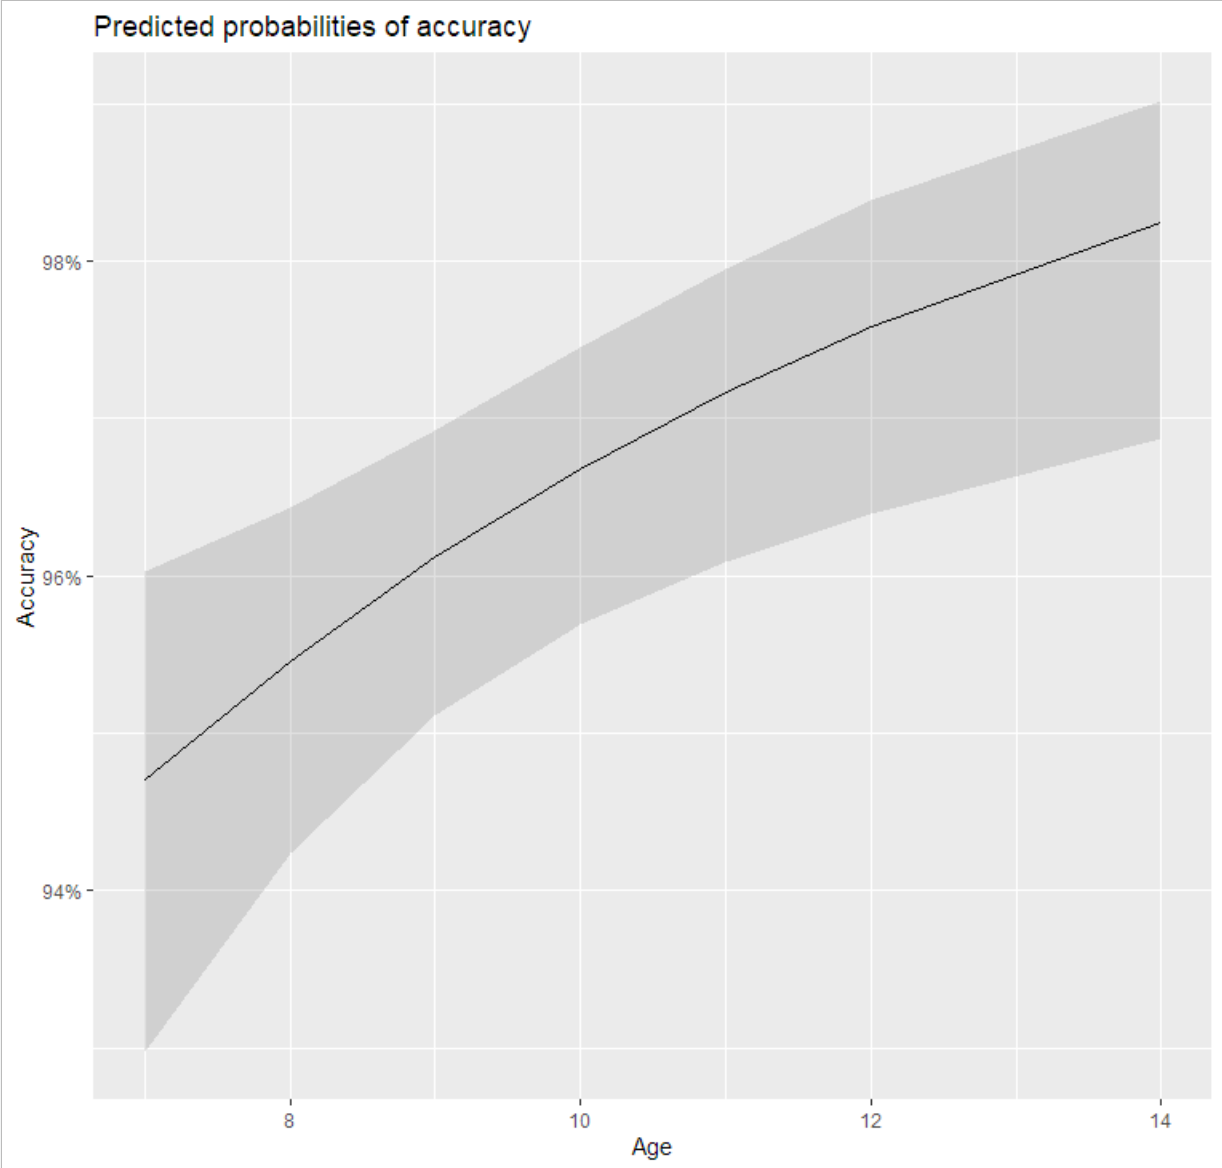 Predicted probabilities of accuracy
98%
96%
94%
Accuracy
8 10 12 14
Age